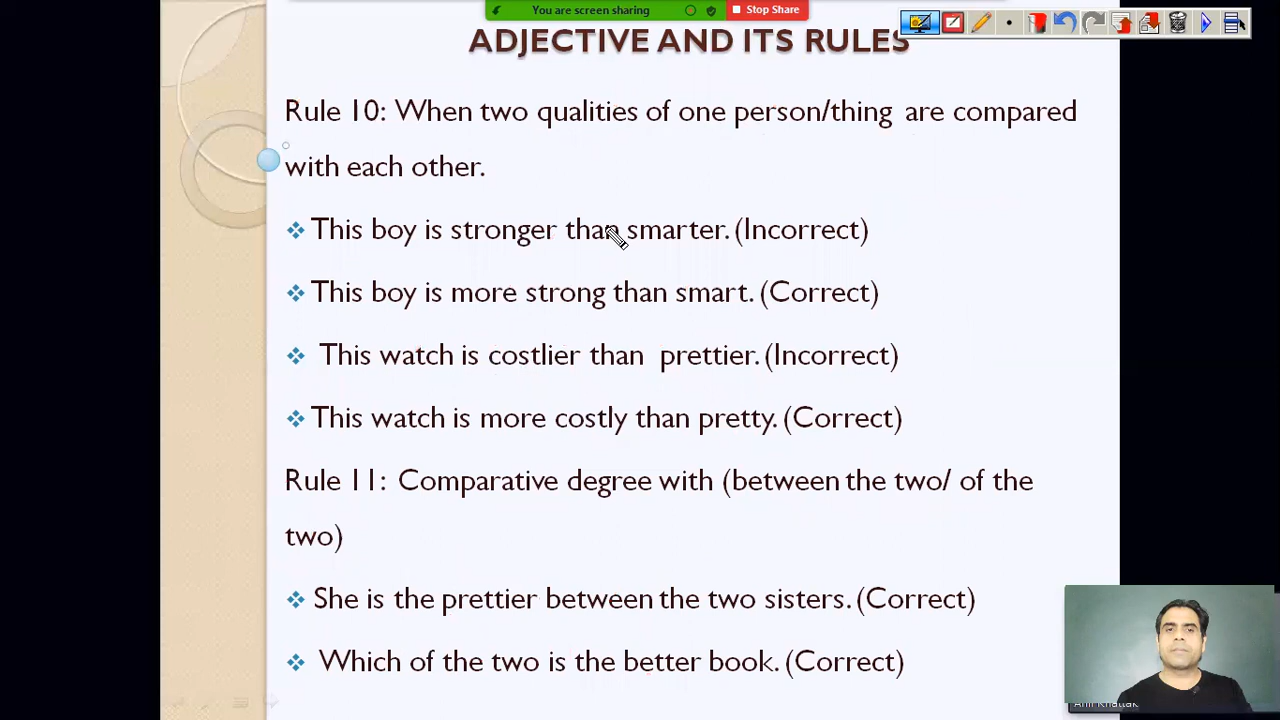 You are screen sharing
Stop Share
ADJECTIVE AND ITS RULES
Rule 10: When two qualities of one person/thing are compared
with each other.
This boy is stronger than smarter. (Incorrect)
This boy is more strong than smart. (Correct)
This watch is costlier than prettier. (Incorrect)
This watch is more costly than pretty. (Correct)
Rule 11: Comparative degree with (between the two/ of the
two)
She is the prettier between the two sisters. (Correct)
Which of the two is the better book. (Correct)